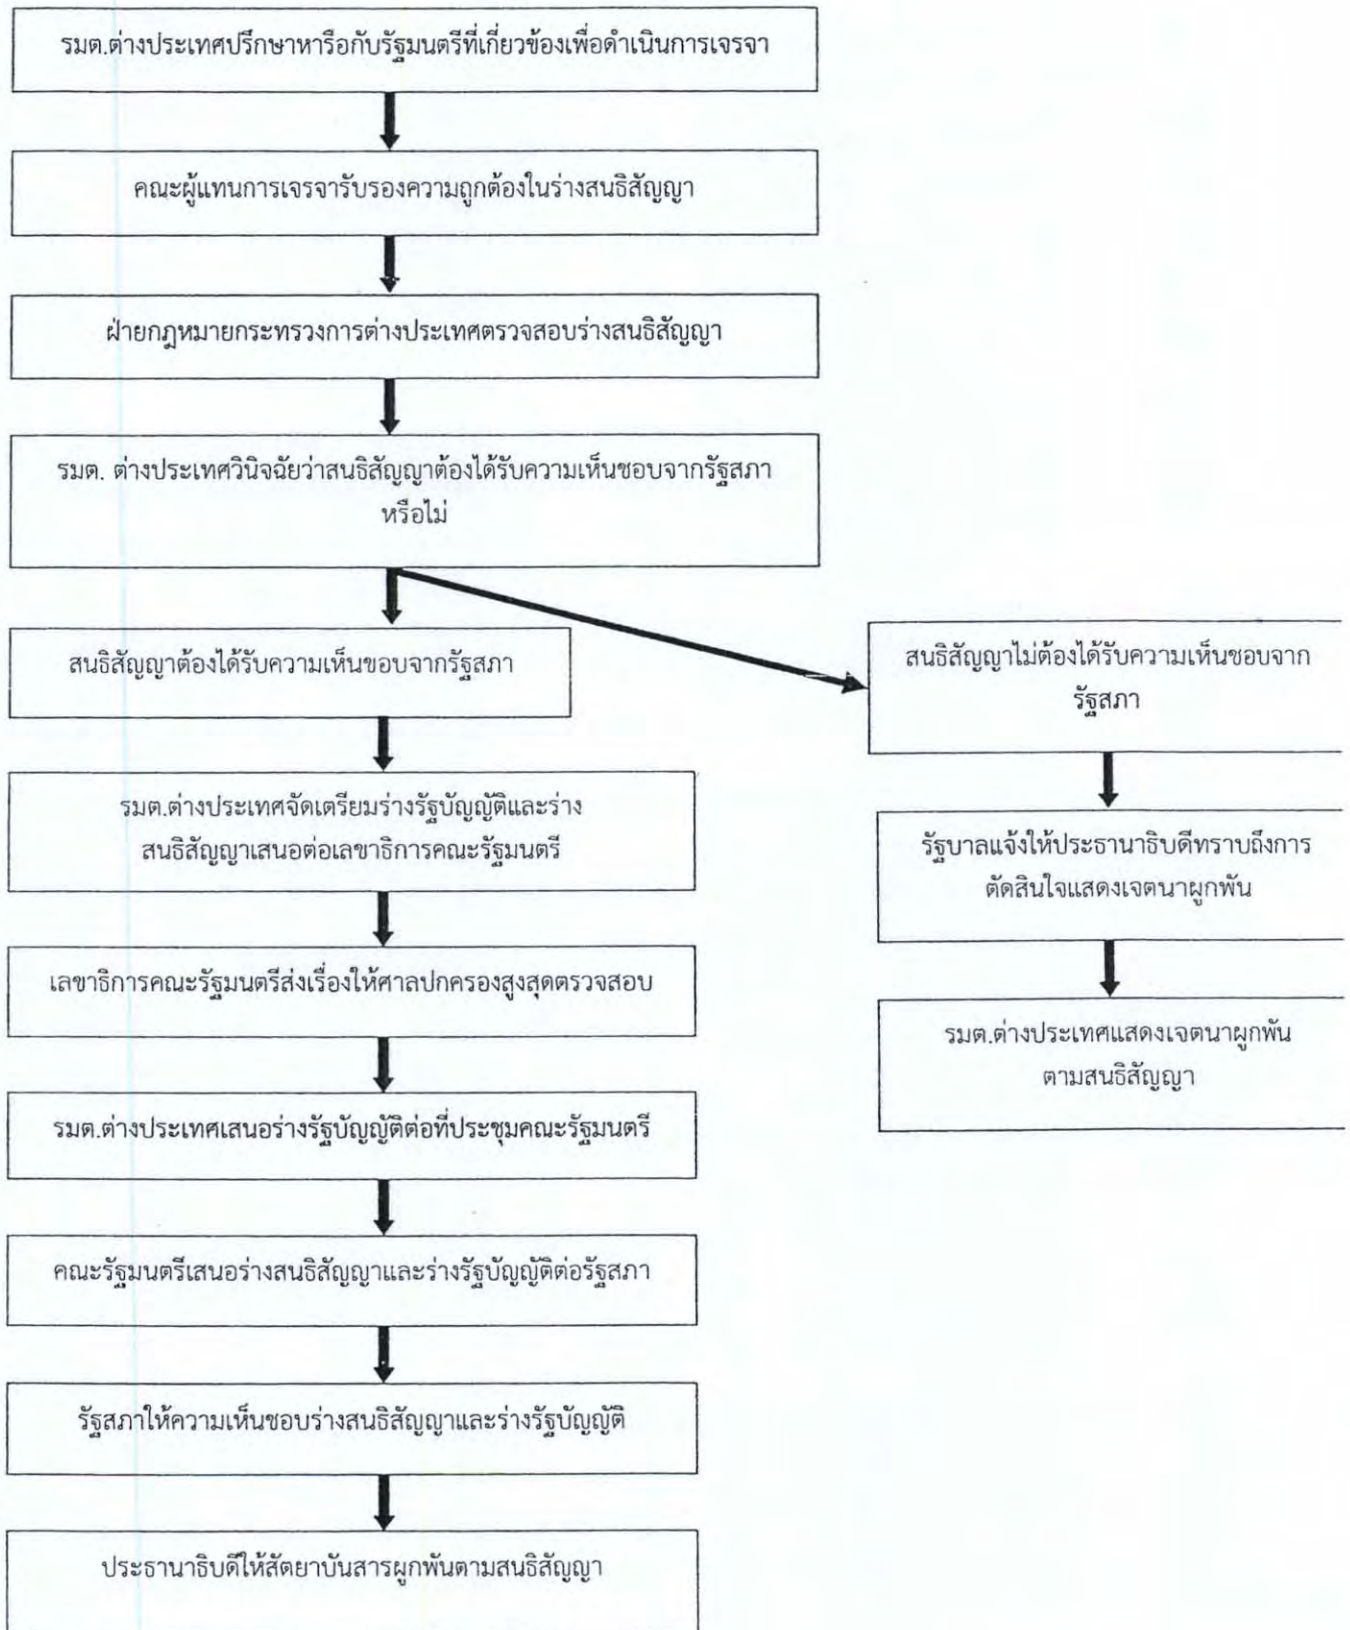 รมต.ต่างประเทศปรึกษาหารือกับรัฐมนตรีที่เกี่ยวข้องเพื่อดำเนินการเจรจา
คณะผู้แทนการเจรจารับรองความถูกต้องในร่างสนธิสัญญา
ฝ่ายกฎหมายกระทรวงการต่างประเทศตรวจสอบร่างสนธิสัญญา
รมต. ต่างประเทศวินิจฉัยว่าสนธิสัญญาต้องได้รับความเห็นชอบจากรัฐสภา
หรือไม่
สนธิสัญญาต้องได้รับความเห็นขอบจากรัฐสภา
รมต.ต่างประเทศจัดเตรียมร่างรัฐบัญญัติและร่าง
สนธิสัญญาเสนอต่อเลขาธิการคณะรัฐมนตรี
เลขาธิการคณะรัฐมนตรีส่งเรื่องให้ศาลปกครองสูงสุดตรวจสอบ
รมต.ต่างประเทศเสนอร่างรัฐบัญญัติต่อที่ประชุมคณะรัฐมนตรี
คณะรัฐมนตรีเสนอร่างสนธิสัญญาและร่างรัฐบัญญัติต่อรัฐสภา
รัฐสภาให้ความเห็นชอบร่างสนธิสัญญาและร่างรัฐบัญญัติ
ประธานาธิบดีให้สัตยาบันสารผูกพันตามสนธิสัญญา
สนธิสัญญาไม่ต้องได้รับความเห็นชอบจาก
รัฐสภา
รัฐบาลแจ้งให้ประธานาธิบดีทราบถึงการ
ตัดสินใจแสดงเจตนาผูกพัน
รมต.ต่างประเทศแสดงเจตนาผูกพัน
ตามสนธิสัญญา